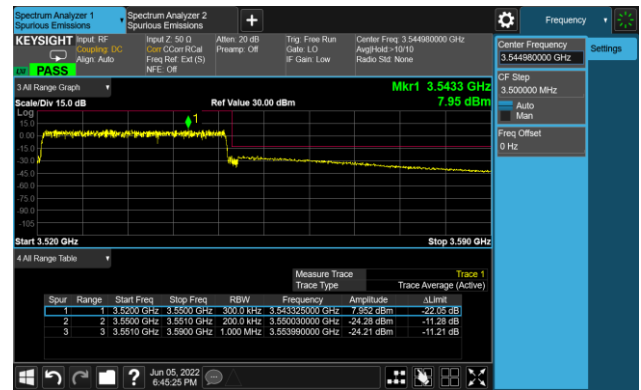 Spectrum Analyzer 1
Spurious Emissions
Spectrum Analyzer 2
Spurious Emissions
Frequency
KEYSIGHT
Input: RF
Coupling: DC
Align: Auto
Input Z: 50 Ω
Corr CCorr RCal
Freq Ref: Ext (S)
NFE: Off
Atten: 20 dB
Preamp: Off
Trig: Free Run
Gate: LO
IF Gain: Low
Center Freq: 3.544980000 GHz
Avg|Hold:>10/10
Radio Std: None
PASS
Center Frequency
3.544980000 GHz
Settings
CF Step
3.500000 MHz
Auto
Man
Freq Offset
0 Hz
3 All Range Graph
Mkr1 3.5433 GHz
Scale/Div 15.0 dB
Ref Value 30.00 dBm
7.95 dBm
Log
15.0
0.00
-15.0
-30.0
-45.0
-60.0
-75.0
-90.0
-105
1
Start 3.520 GHz
Stop 3.590 GHz
4 All Range Table
Measure Trace
Trace 1
Trace Type
Trace Average (Active)
Spur Range Start Freq Stop Freq RBW Frequency Amplitude ΔLimit
1 1 3.5200 GHz 3.5500 GHz 300.0 kHz 3.543325000 GHz 7.952 dBm -22.05 dB
2 2 3.5500 GHz 3.5510 GHz 200.0 kHz 3.550030000 GHz -24.28 dBm -11.28 dB
3 3 3.5510 GHz 3.5900 GHz 1.000 MHz 3.553990000 GHz -24.21 dBm -11.21 dB
Jun 05, 2022
6:45:25 PM